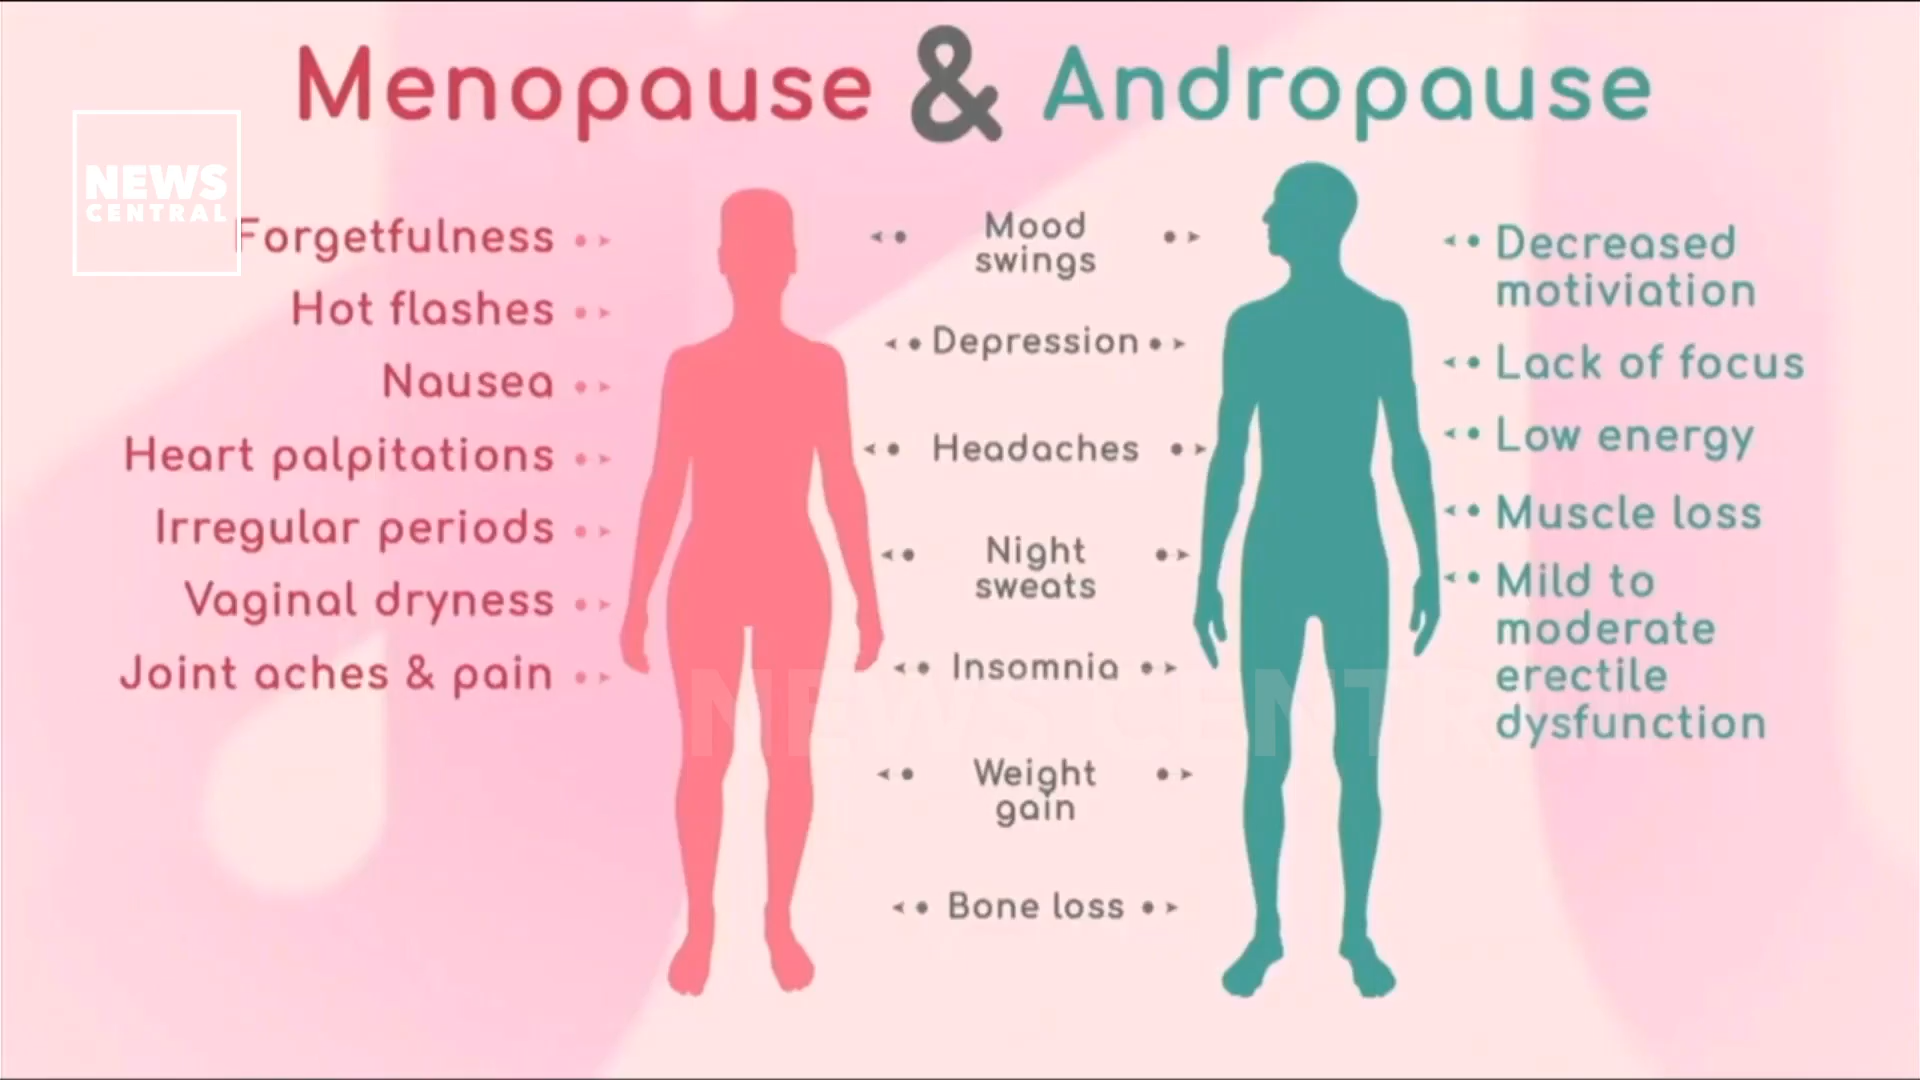 Menopause & Andropause
NEWS
CENTRAL
Forgetfulness
Hot flashes
Nausea
Heart palpitations
Irregular periods
Vaginal dryness
Joint aches & pain
Mood
swings
Depression
Headaches
Night
sweats
Insomnia
Weight
gain
Bone loss
Decreased
motiviation
Lack of focus
Low energy
Muscle loss
Mild to
moderate
erectile
dysfunction
NEWS CENTR